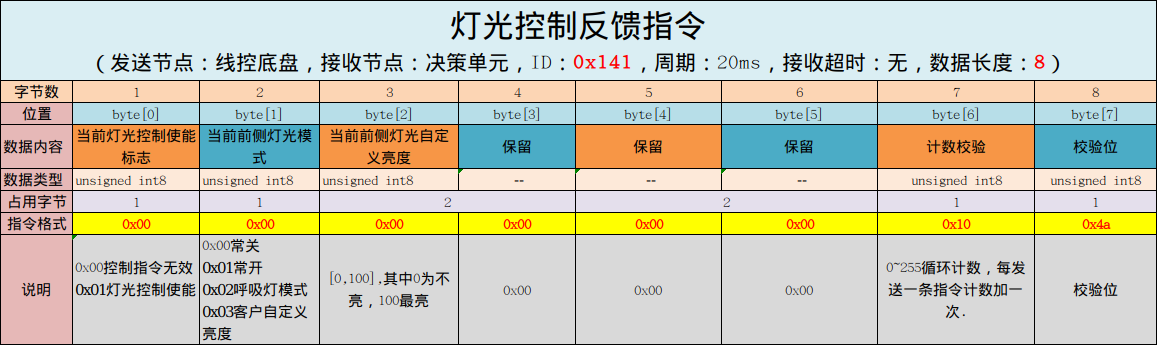 灯光控制反馈指令
（发送节点：线控底盘，接收节点：决策单元，ID：0x141，周期：20ms，接收超时：无，数据长度：8）
字节数 1 2 3 4 5 6 7 8
位置 byte[0] byte[1] byte[2] byte[3] byte[4] byte[5] byte[6] byte[7]
数据内容 当前灯光控制使能标志 当前前侧灯光模式 当前前侧灯光自定义亮度 保留 保留 保留 计数校验 校验位
数据类型 unsigned int8 unsigned int8 unsigned int8 -- -- -- unsigned int8 unsigned int8
占用字节 1 1 2 2 1 1
指令格式 0x00 0x00 0x00 0x00 0x00 0x00 0x10 0x4a
说明
0x00控制指令无效
0x01灯光控制使能
0x00常关
0x01常开
0x02呼吸灯模式
0x03客户自定义
亮度
[0,100],其中0为不
亮，100最亮
0x00
0x00
0x00
0~255循环计数，每发
送一条指令计数加一
次.
校验位